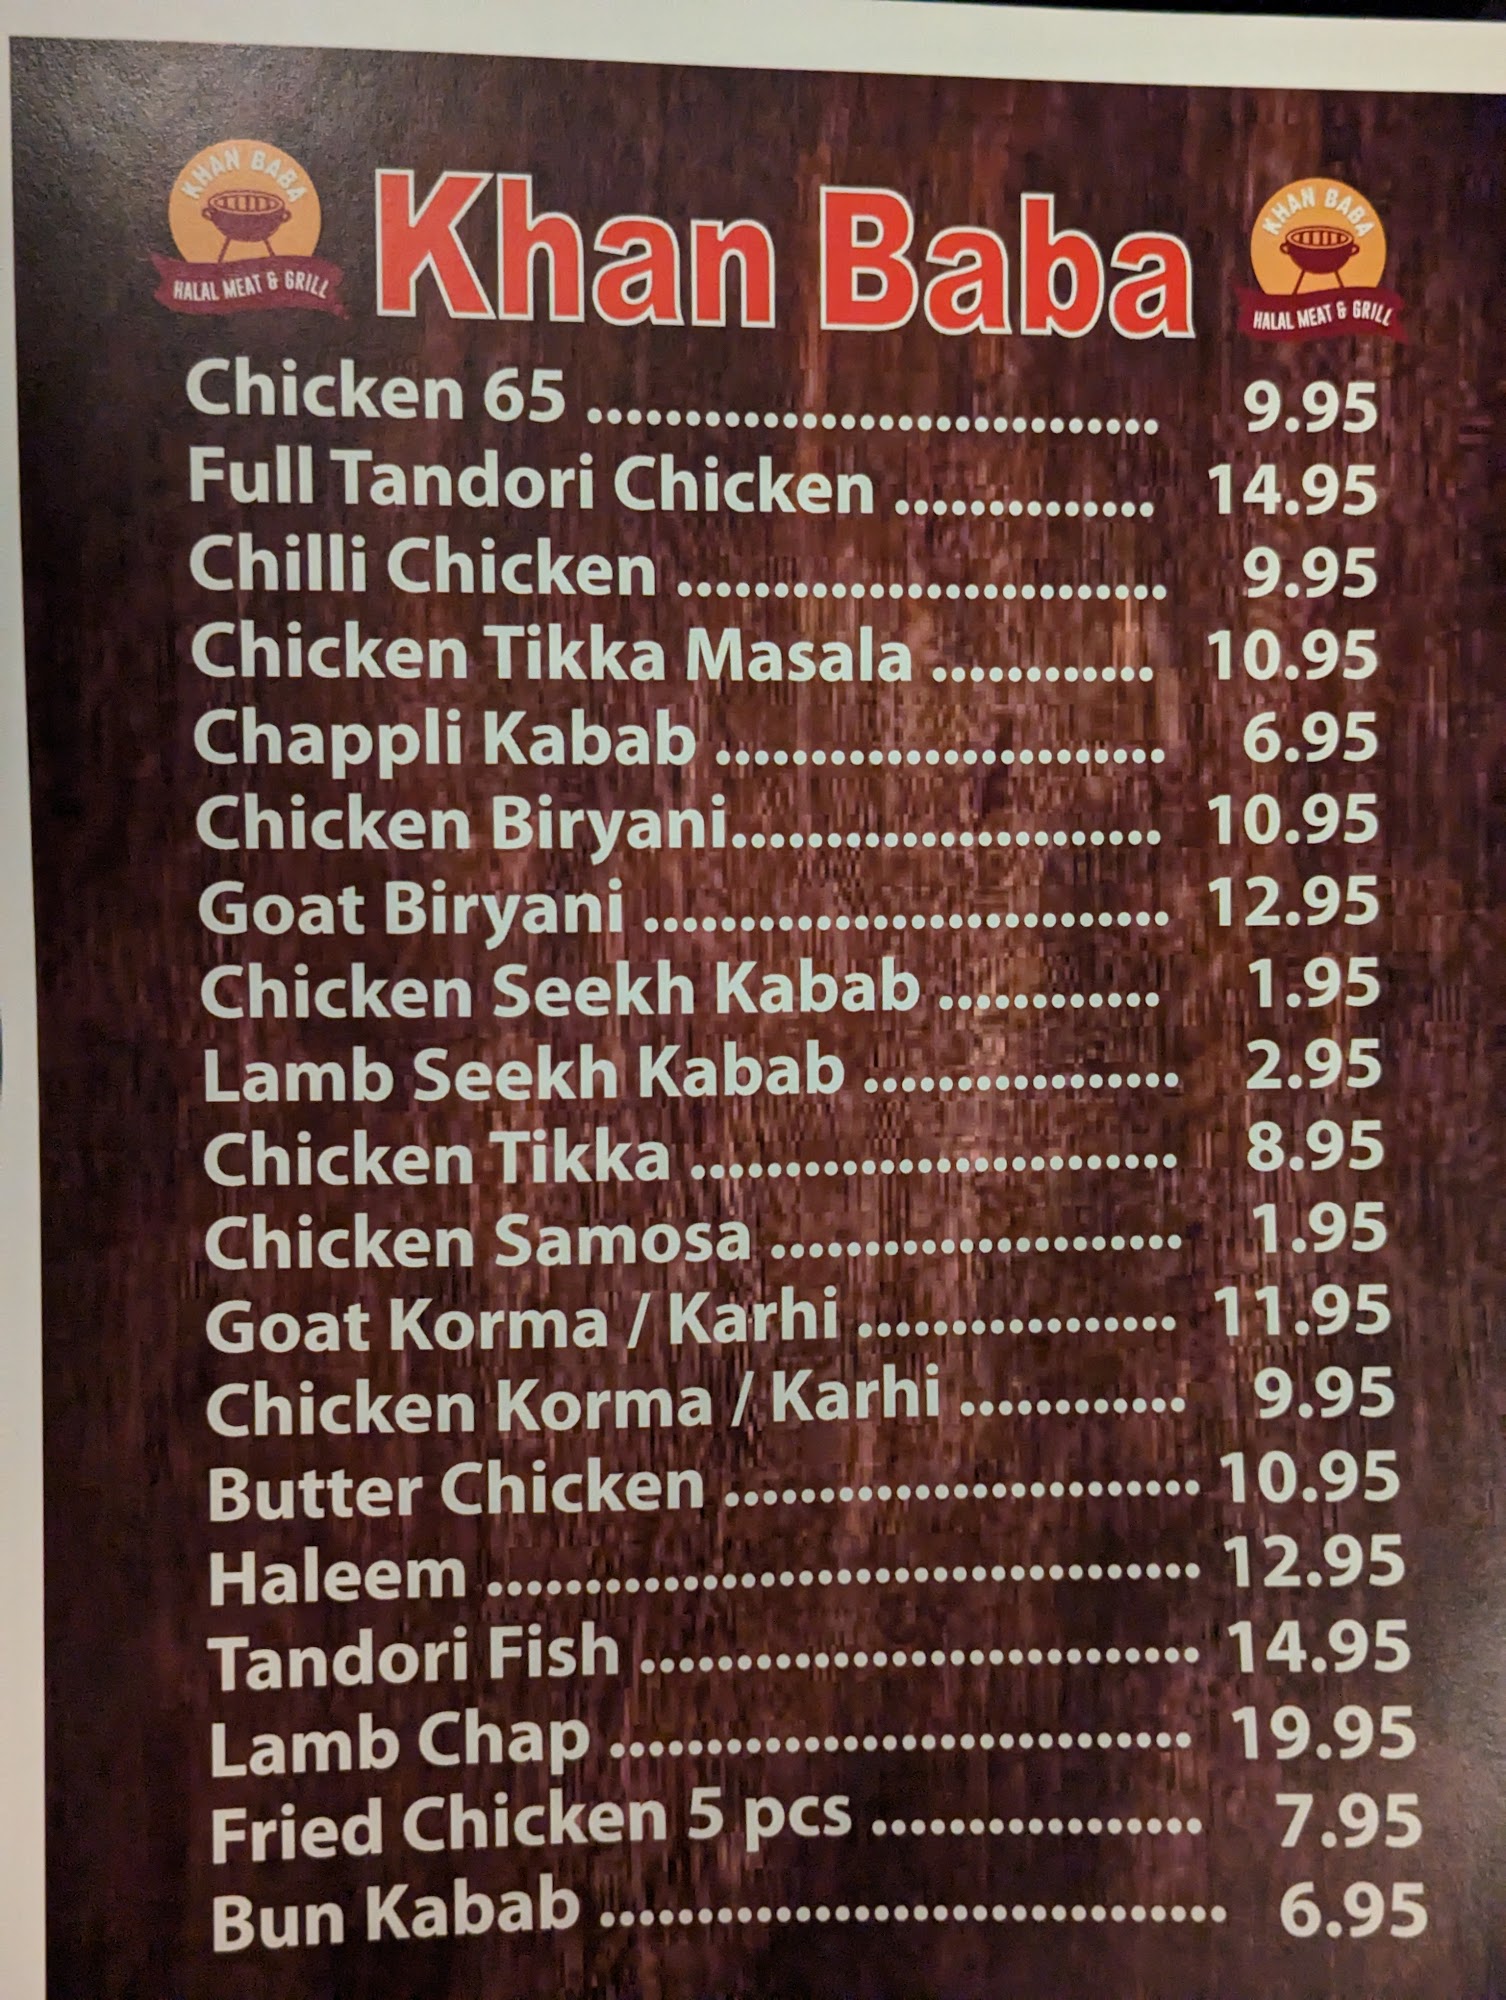 KHAN BABA
HALAL MEAT & GRILL
Khan Baba
KHAN BABA
HALAL MEAT & GRILL
Chicken 65 .............................. 9.95
Full Tandori Chicken .............. 14.95
Chilli Chicken .......................... 9.95
Chicken Tikka Masala ............ 10.95
Chappli Kabab ........................ 6.95
Chicken Biryani....................... 10.95
Goat Biryani ............................ 12.95
Chicken Seekh Kabab ............ 1.95
Lamb Seekh Kabab ................. 2.95
Chicken Tikka .......................... 8.95
Chicken Samosa ...................... 1.95
Goat Korma / Karhi ................. 11.95
Chicken Korma / Karhi ............ 9.95
Butter Chicken ......................... 10.95
Haleem ...................................... 12.95
Tandori Fish .............................. 14.95
Lamb Chap ............................... 19.95
Fried Chicken 5 pcs ................. 7.95
Bun Kabab ................................. 6.95